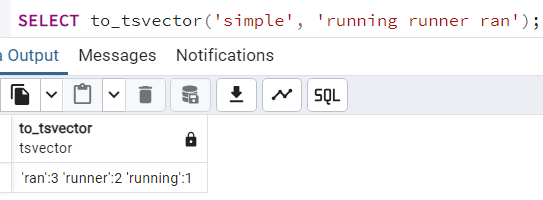 SELECT to_tsvector('simple', 'running runner ran');
a Output Messages Notifications
SQL
to_tsvector
tsvector
'ran':3 'runner':2 'running':1